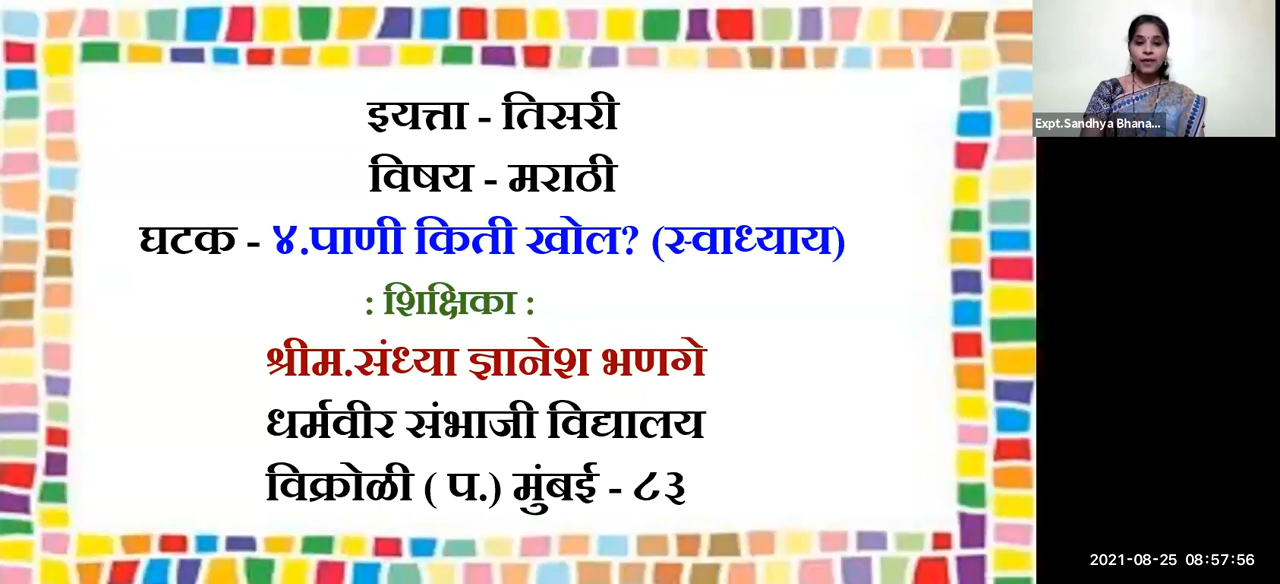 इयत्ता - तिसरी
विषय - मराठी
घटक - ४.पाणी किती खोल? (स्वाध्याय)
: शिक्षिका :
श्रीम.संध्या ज्ञानेश भणगे
धर्मवीर संभाजी विद्यालय
विक्रोळी ( प.) मुंबई - ८३
Expt.Sandhya Bhana...
2021-08-25 08:57:56